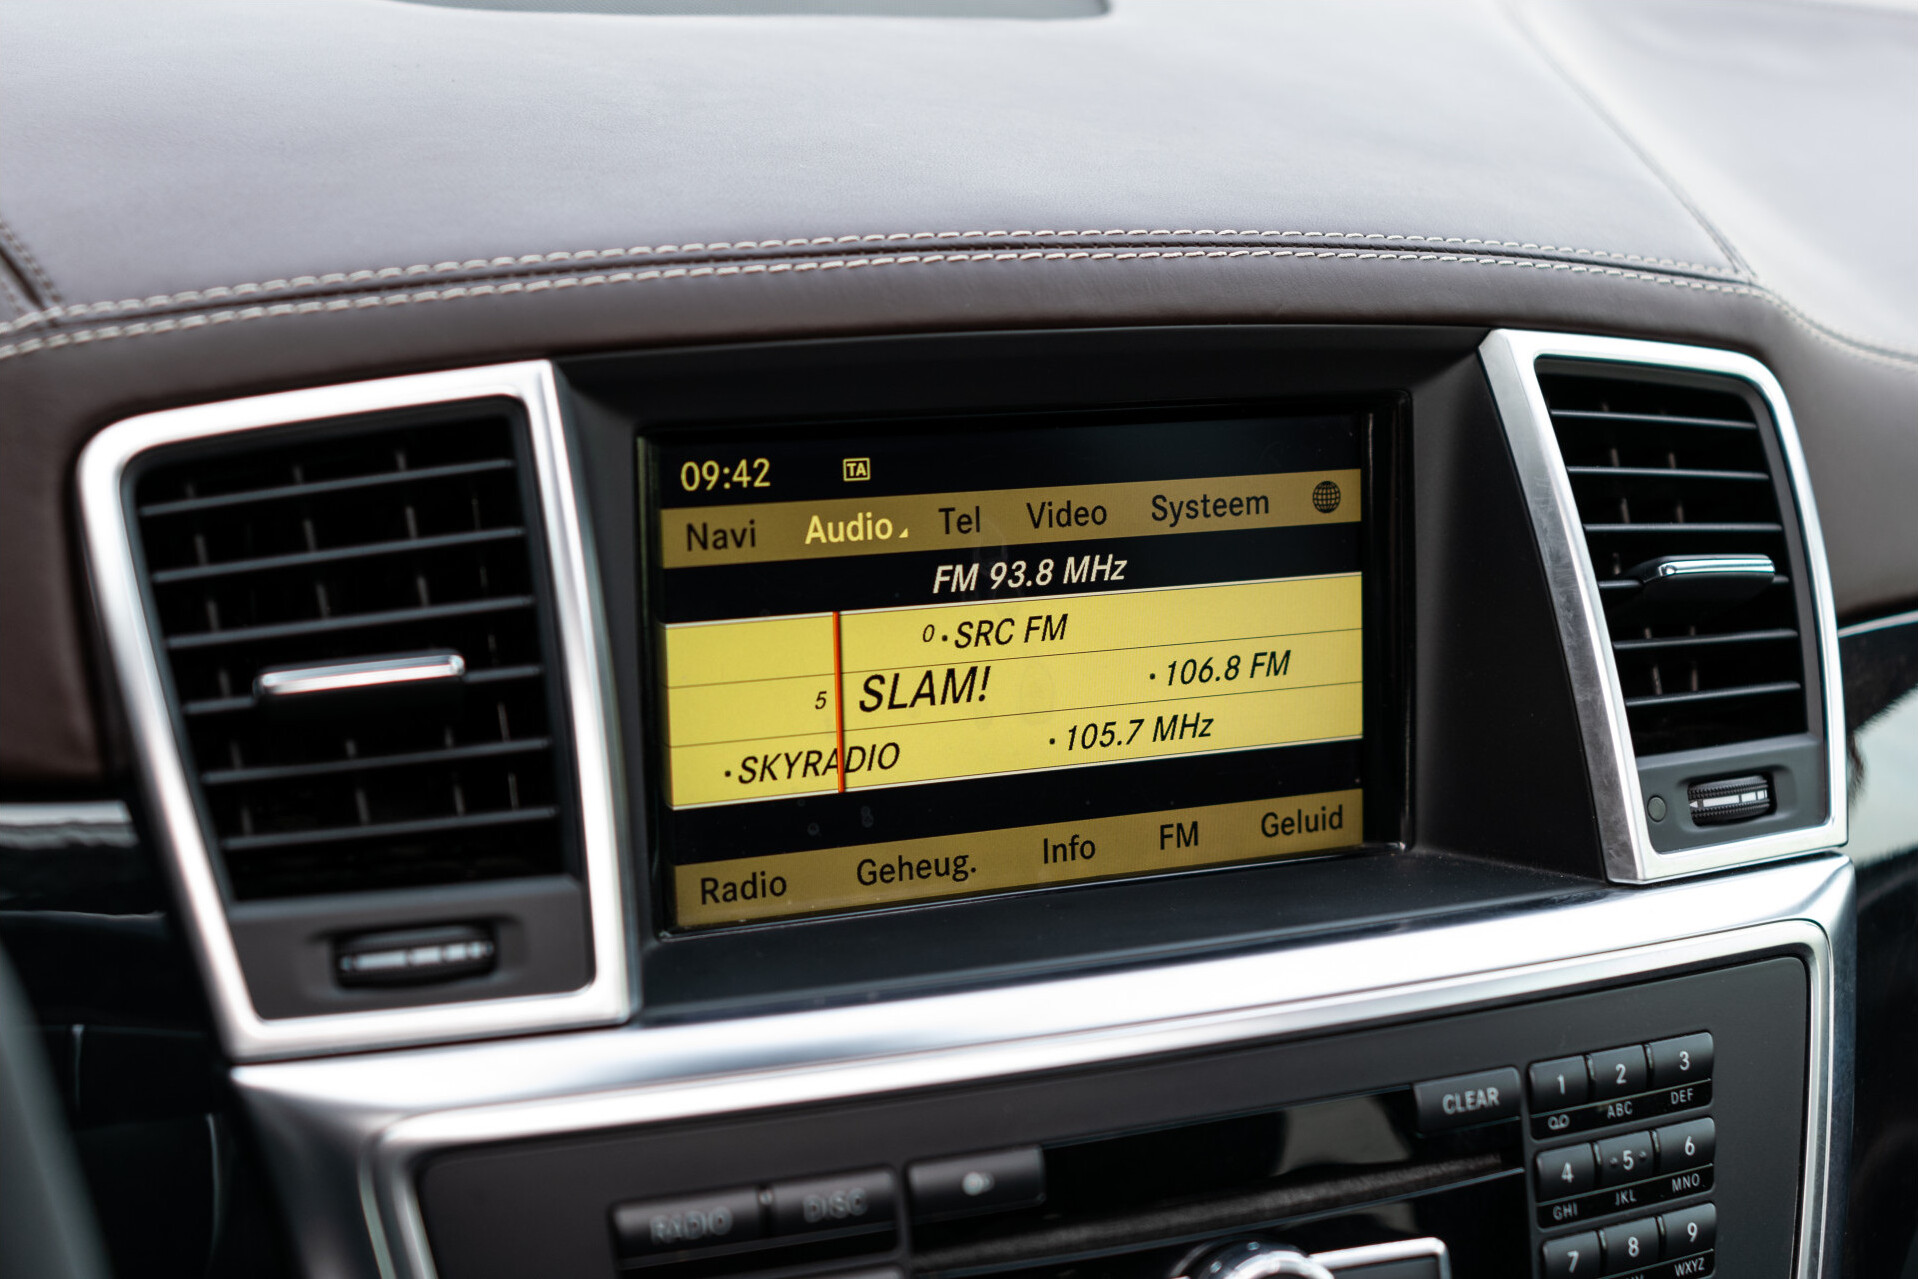 09:42 TA
Navi Audio Tel Video Systeem
FM 93.8 MHz
0 · SRC FM
5 SLAM! · 106.8 FM
· SKYRADIO · 105.7 MHz
Radio Geheug. Info FM Geluid
CLEAR 1 2 3
ABC DEF
RADIO DISC 4 5 6
GHI JKL MNO
7 8 9
WXYZ